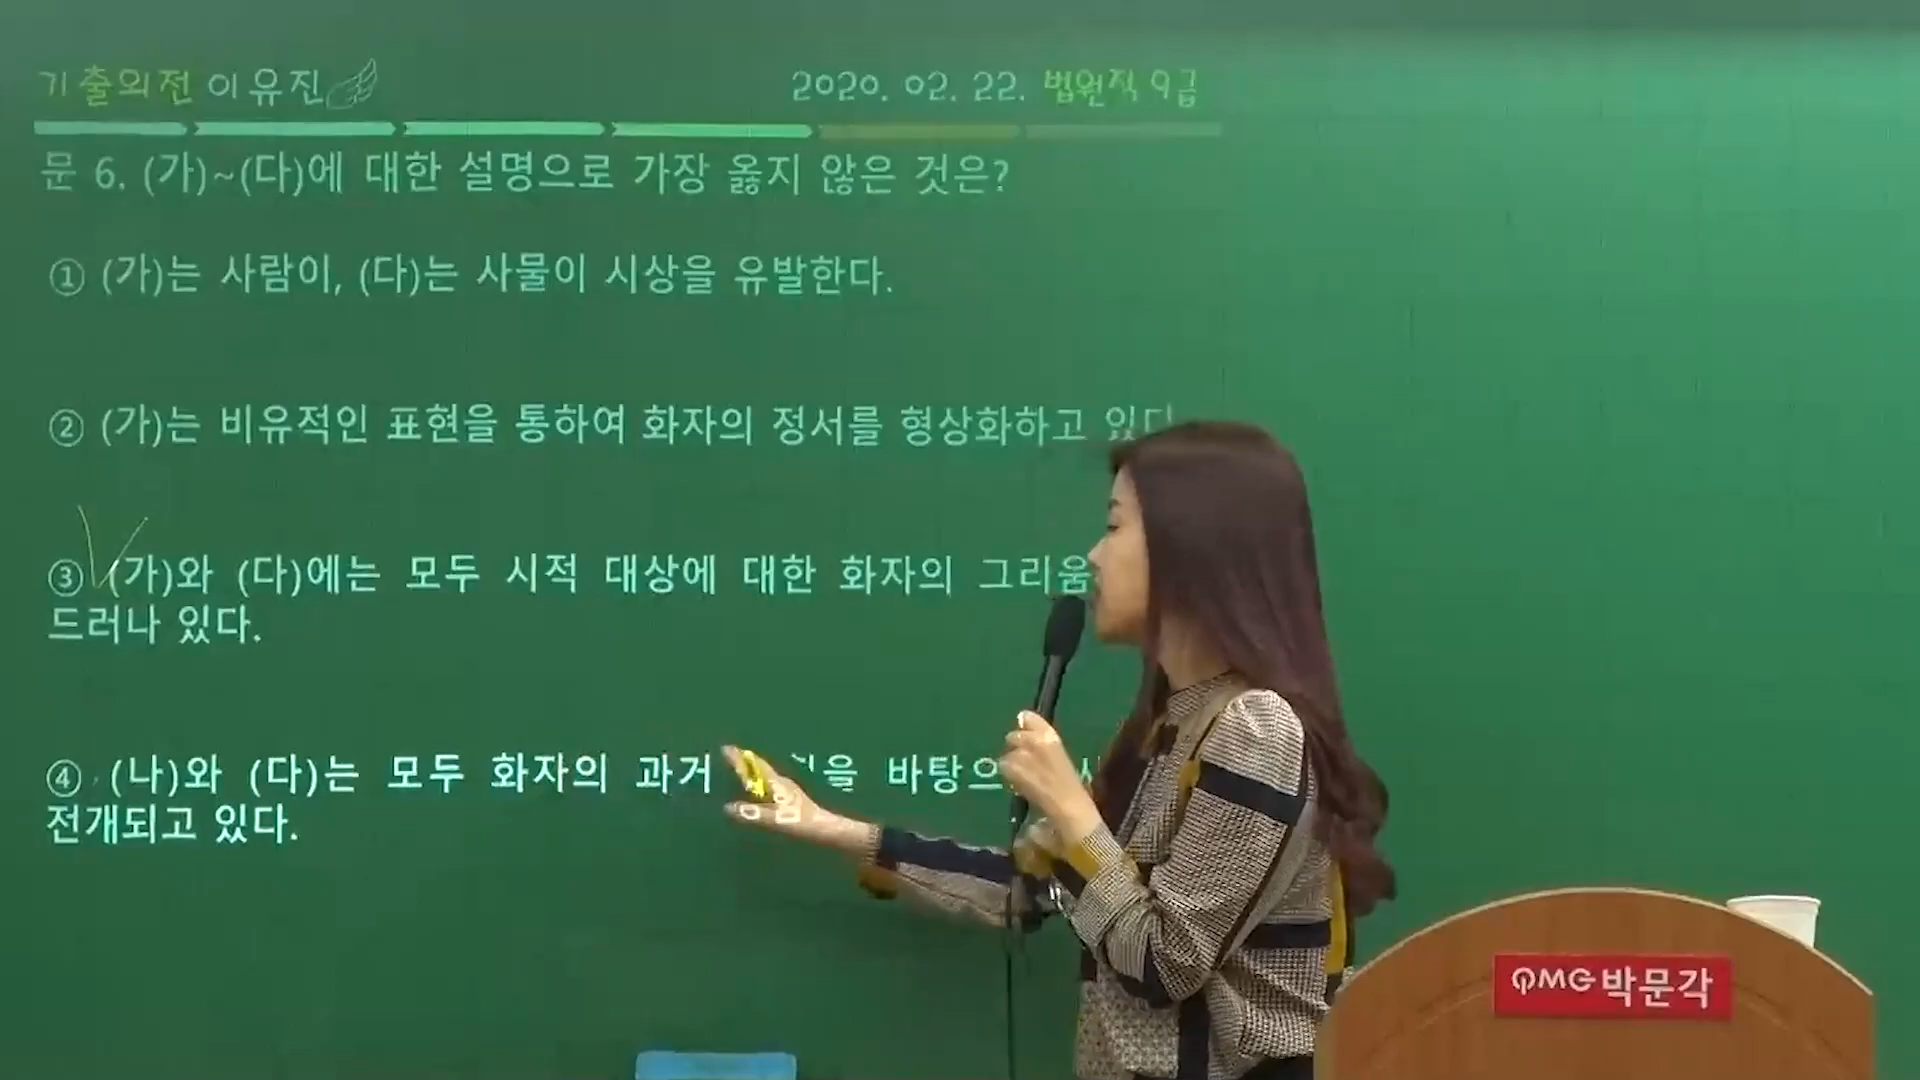 기출외전 이유진
2020. 02. 22. 법원직 9급
문 6. (가)~(다)에 대한 설명으로 가장 옳지 않은 것은?
① (가)는 사람이, (다)는 사물이 시상을 유발한다.
② (가)는 비유적인 표현을 통하여 화자의 정서를 형상화하고 있다
③ (가)와 (다)에는 모두 시적 대상에 대한 화자의 그리움
드러나 있다.
④ (나)와 (다)는 모두 화자의 과거 바탕으
전개되고 있다.
PMG 박문각